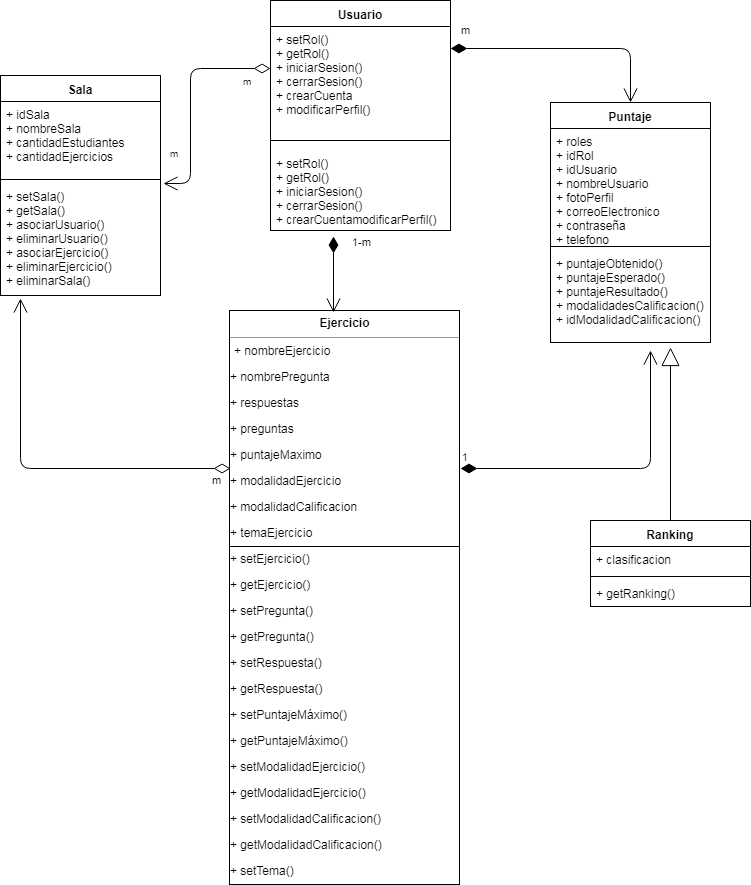 Usuario
+ setRol()
+ getRol()
+ iniciarSesion()
+ cerrarSesion()
+ crearCuenta
+ modificarPerfil()
+ setRol()
+ getRol()
+ iniciarSesion()
+ cerrarSesion()
+ crearCuentamodificarPerfil()
m
m
m
1-m
Sala
+ idSala
+ nombreSala
+ cantidadEstudiantes
+ cantidadEjercicios
+ setSala()
+ getSala()
+ asociarUsuario()
+ eliminarUsuario()
+ asociarEjercicio()
+ eliminarEjercicio()
+ eliminarSala()
Puntaje
+ roles
+ idRol
+ idUsuario
+ nombreUsuario
+ fotoPerfil
+ correoElectronico
+ contraseña
+ telefono
+ puntajeObtenido()
+ puntajeEsperado()
+ puntajeResultado()
+ modalidadesCalificacion()
+ idModalidadCalificacion()
Ejercicio
+ nombreEjercicio
+ nombrePregunta
+ respuestas
+ preguntas
+ puntajeMaximo
+ modalidadEjercicio
+ modalidadCalificacion
+ temaEjercicio
+ setEjercicio()
+ getEjercicio()
+ setPregunta()
+ getPregunta()
+ setRespuesta()
+ getRespuesta()
+ setPuntajeMáximo()
+ getPuntajeMáximo()
+ setModalidadEjercicio()
+ getModalidadEjercicio()
+ setModalidadCalificacion()
+ getModalidadCalificacion()
+ setTema()
m
1
Ranking
+ clasificacion
+ getRanking()